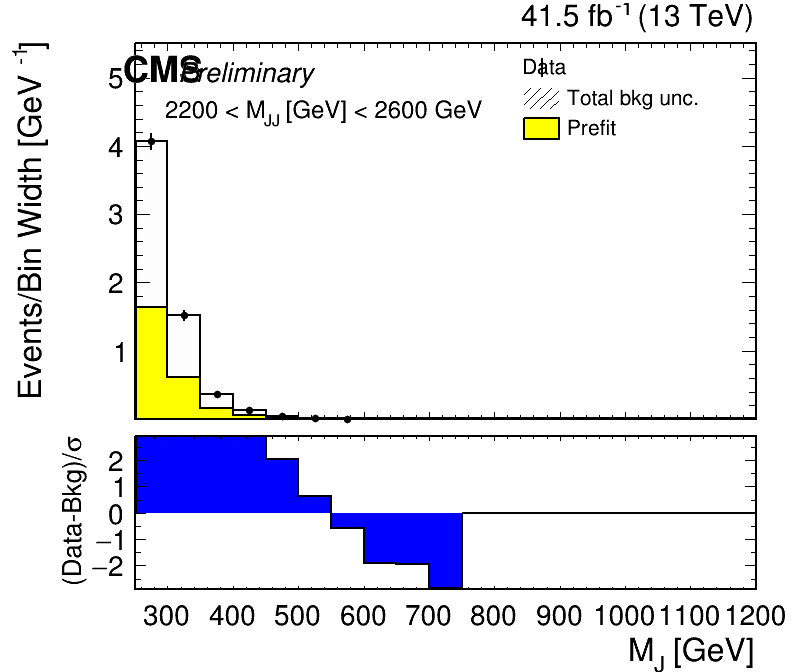 41.5 fb-1 (13 TeV)
CMS Preliminary
2200 < MJJ [GeV] < 2600 GeV
Data
Total bkg unc.
Prefit
Events/Bin Width [GeV-1]
5
4
3
2
1
(Data-Bkg)/σ
2
1
0
−1
−2
300 400 500 600 700 800 900 1000 1100 1200
MJ [GeV]